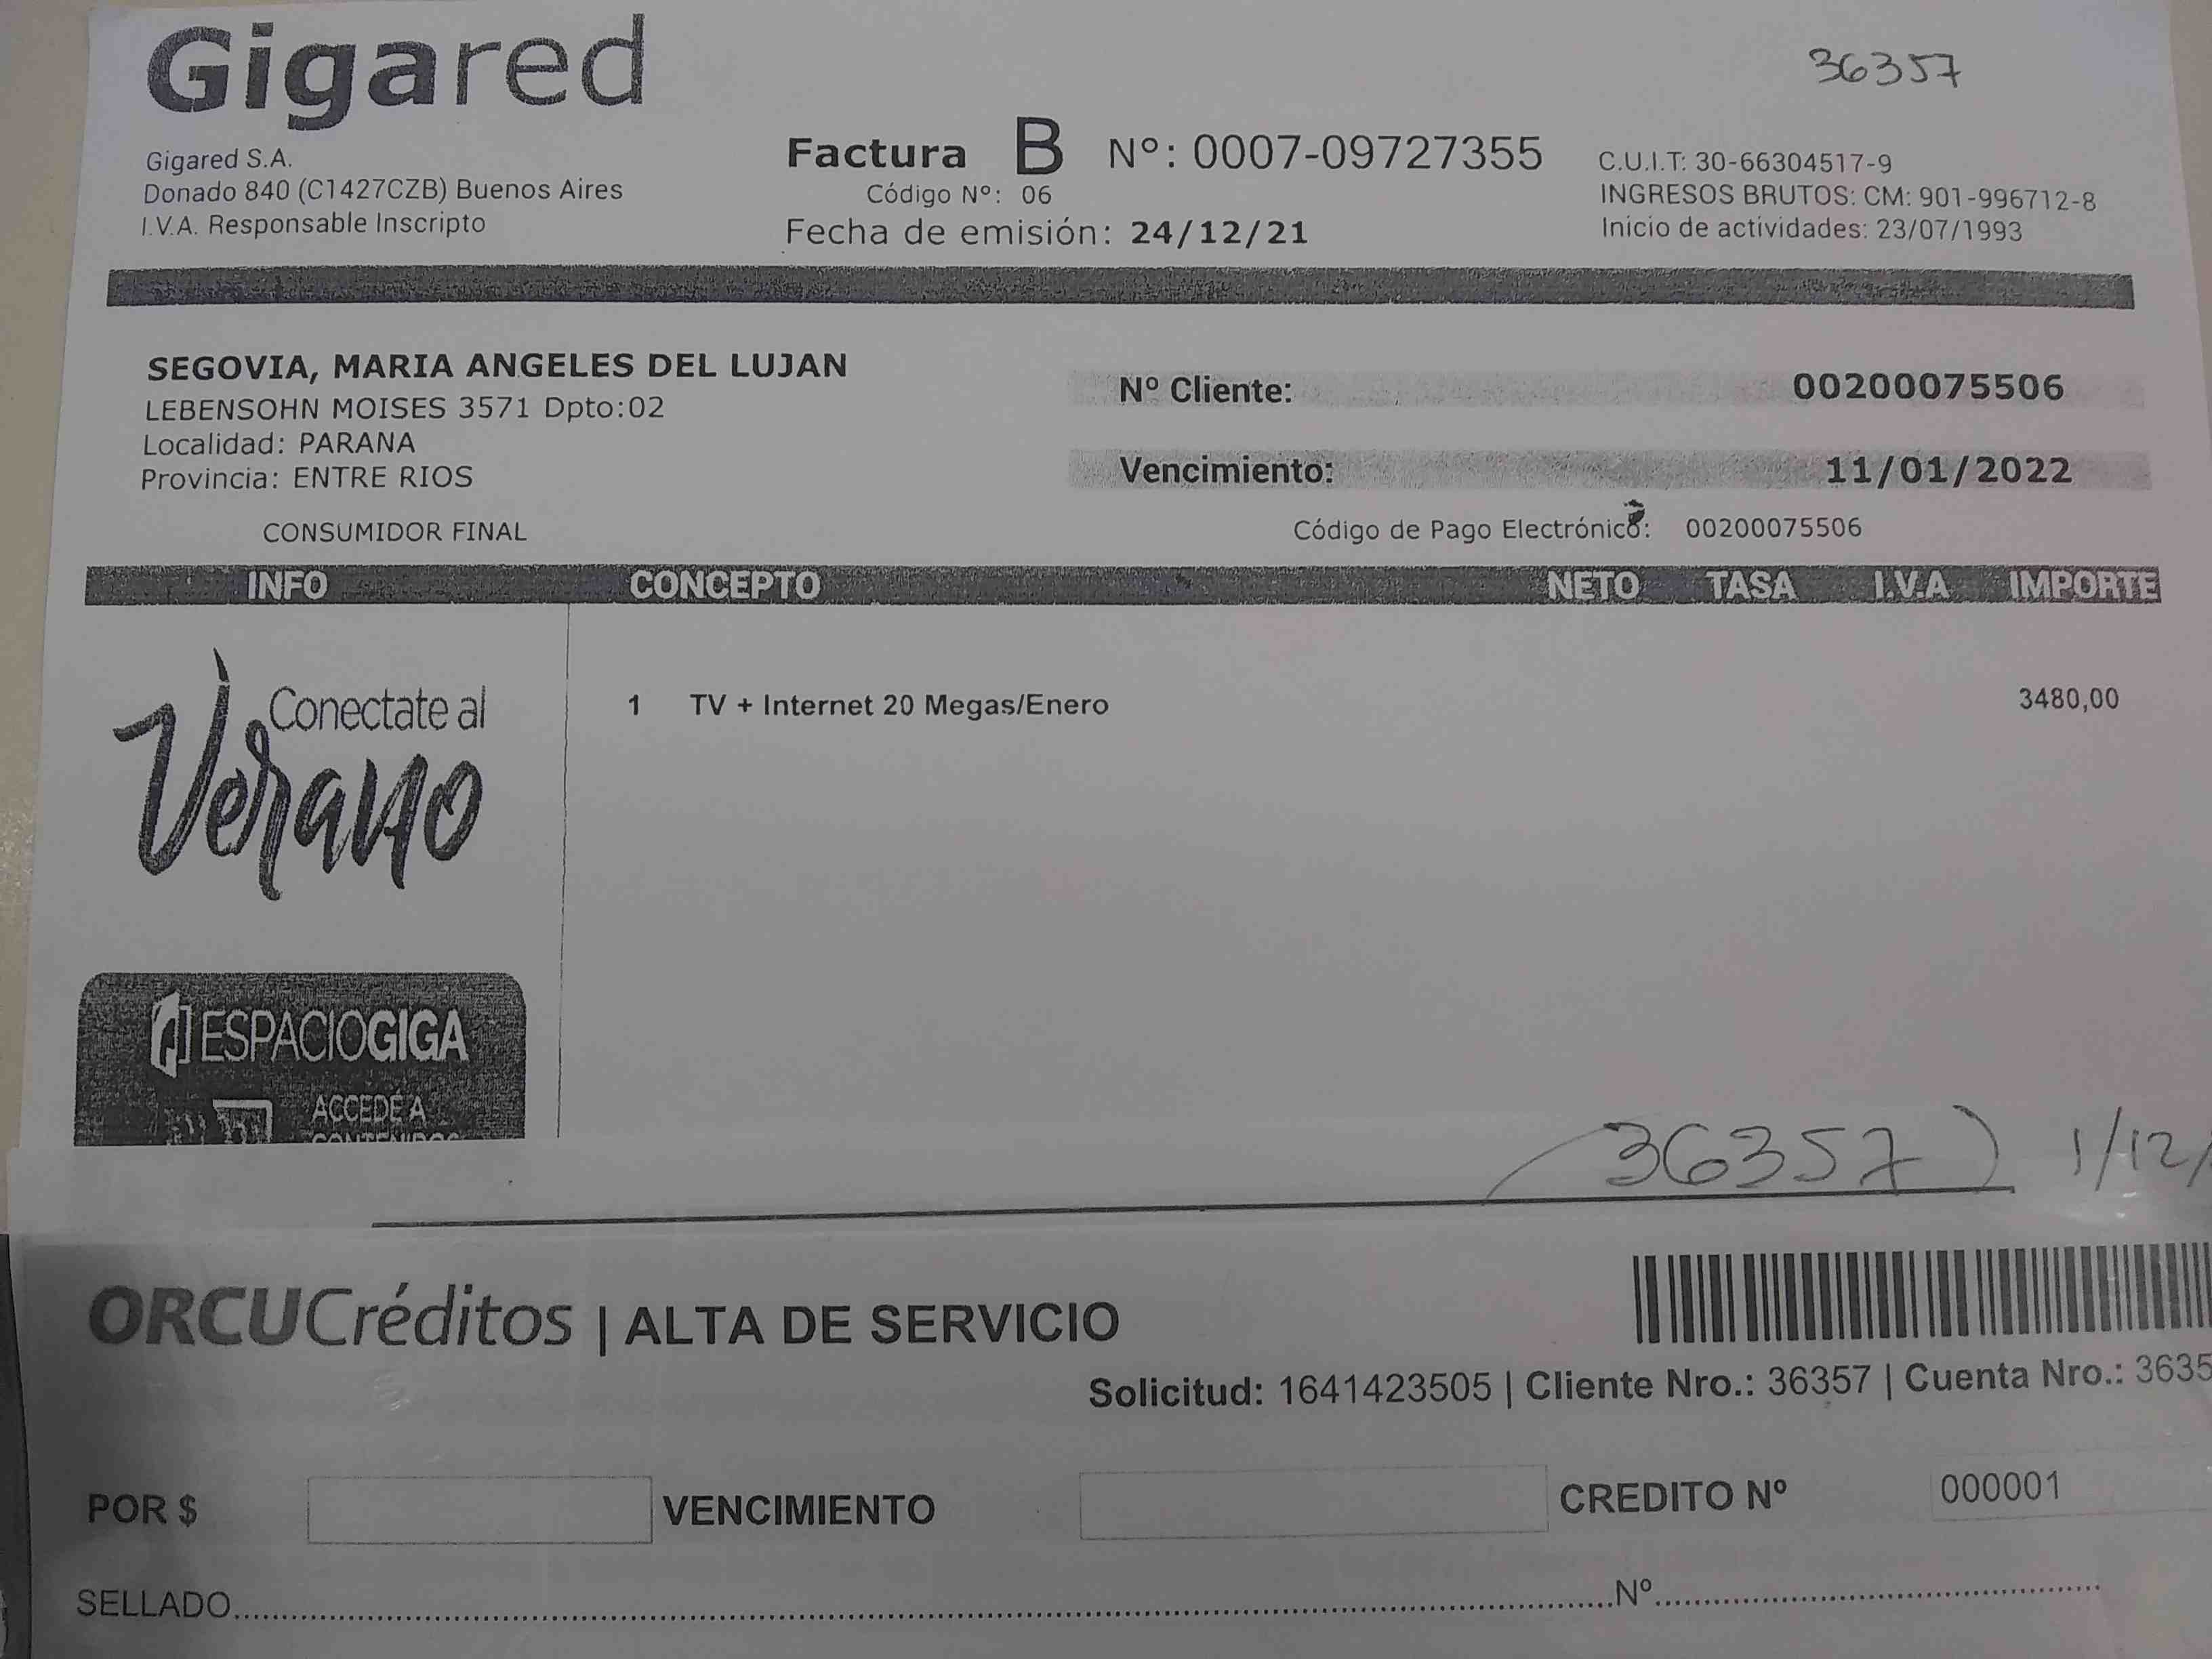 Gigared
36357
Gigared S.A.
Donado 840 (C1427CZB) Buenos Aires
I.V.A. Responsable Inscripto
Factura B Nº: 0007-09727355
Código Nº: 06
Fecha de emisión: 24/12/21
C.U.I.T: 30-66304517-9
INGRESOS BRUTOS: CM: 901-996712-8
Inicio de actividades: 23/07/1993
SEGOVIA, MARIA ANGELES DEL LUJAN
LEBENSOHN MOISES 3571 Dpto:02
Localidad: PARANA
Provincia: ENTRE RIOS
CONSUMIDOR FINAL
Nº Cliente: 00200075506
Vencimiento: 11/01/2022
Código de Pago Electrónico: 00200075506
INFO CONCEPTO NETO TASA I.V.A IMPORTE
Conectate al
Verano
1 TV + Internet 20 Megas/Enero 3480,00
ESPACIOGIGA
ACCEDÉ A
CONTENIDOS
36357 1/12/
ORCUCréditos | ALTA DE SERVICIO
Solicitud: 1641423505 | Cliente Nro.: 36357 | Cuenta Nro.: 3635
POR $ VENCIMIENTO CREDITO Nº 000001
SELLADO Nº